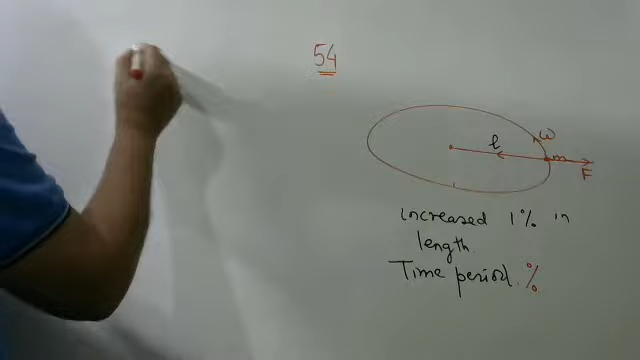 54
ω
l
m
F
increased 1% in
length
Time period. %